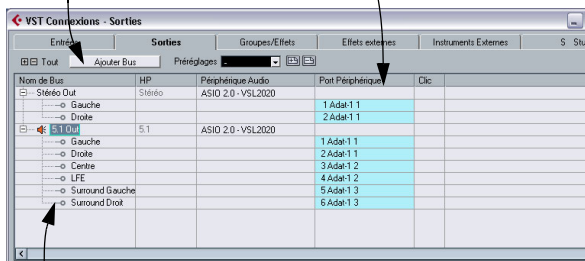 VST Connexions - Sorties
Entrées Sorties Groupes/Effets Effets externes Instruments Externes S Stu
Tout Ajouter Bus Préréglages -
Nom de Bus HP Périphérique Audio Port Périphérique Clic
Stéréo Out Stéréo ASIO 2.0 - VSL2020
Gauche 1 Adat-1 1
Droite 2 Adat-1 1
5.1 Out 5.1 ASIO 2.0 - VSL2020
Gauche 1 Adat-1 1
Droite 2 Adat-1 1
Centre 3 Adat-1 2
LFE 4 Adat-1 2
Surround Gauche 5 Adat-1 3
Surround Droit 6 Adat-1 3